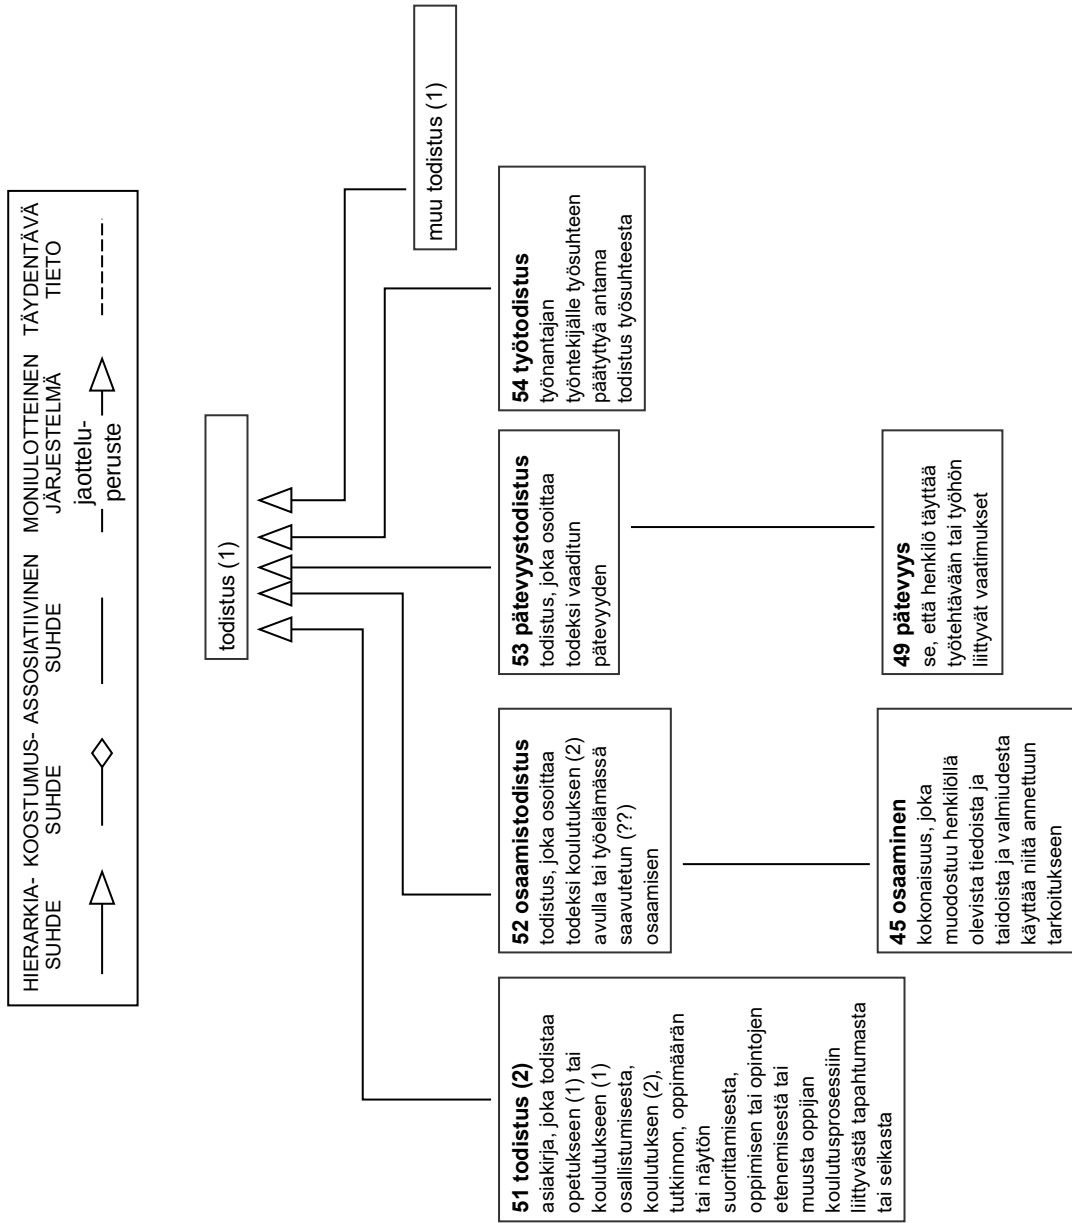 HIERARKIA-
SUHDE
KOOSTUMUS-
SUHDE
ASSOSIATIIVINEN
SUHDE
MONIULOTTEINEN
JÄRJESTELMÄ
jaottelu-
peruste
TÄYDENTÄVÄ
TIETO
todistus (1)
51 todistus (2)
asiakirja, joka todistaa
opetukseen (1) tai
koulutukseen (1)
osallistumisesta,
koulutuksen (2),
tutkinnon, oppimäärän
tai näytön
suorittamisesta,
oppimisen tai opintojen
etenemisestä tai
muusta oppijan
koulutusprosessiin
liittyvästä tapahtumasta
tai seikasta
52 osaamistodistus
todistus, joka osoittaa
todeksi koulutuksen (2)
avulla tai työelämässä
saavutetun (??)
osaamisen
53 pätevyystodistus
todistus, joka osoittaa
todeksi vaaditun
pätevyyden
54 työtodistus
työnantajan
työntekijälle työsuhteen
päätyttyä antama
todistus työsuhteesta
muu todistus (1)
45 osaaminen
kokonaisuus, joka
muodostuu henkilöllä
olevista tiedoista ja
taidoista ja valmiudesta
käyttää niitä annettuun
tarkoitukseen
49 pätevyys
se, että henkilö täyttää
työtehtävään tai työhön
liittyvät vaatimukset